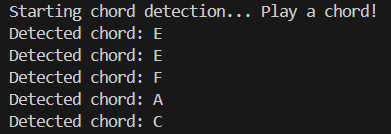 Starting chord detection... Play a chord!
Detected chord: E
Detected chord: E
Detected chord: F
Detected chord: A
Detected chord: C